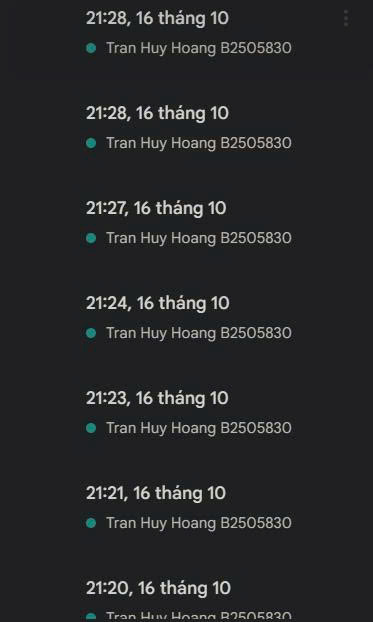 21:28, 16 tháng 10
Tran Huy Hoang B2505830
21:28, 16 tháng 10
Tran Huy Hoang B2505830
21:27, 16 tháng 10
Tran Huy Hoang B2505830
21:24, 16 tháng 10
Tran Huy Hoang B2505830
21:23, 16 tháng 10
Tran Huy Hoang B2505830
21:21, 16 tháng 10
Tran Huy Hoang B2505830
21:20, 16 tháng 10
Tran Huy Hoang B2505830